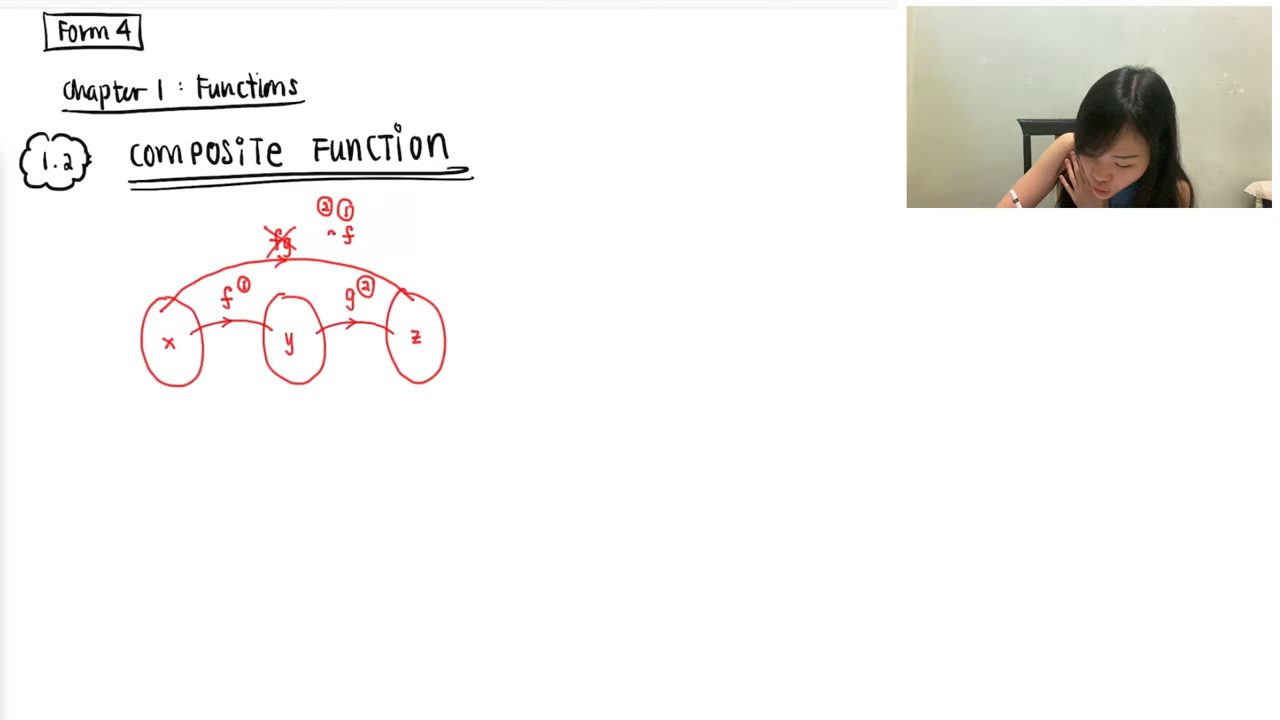 Form 4
Chapter 1 : Functions
1.2 COMPOSITE FUNCTION
2 1
fg f
f 1 g 2
x y z